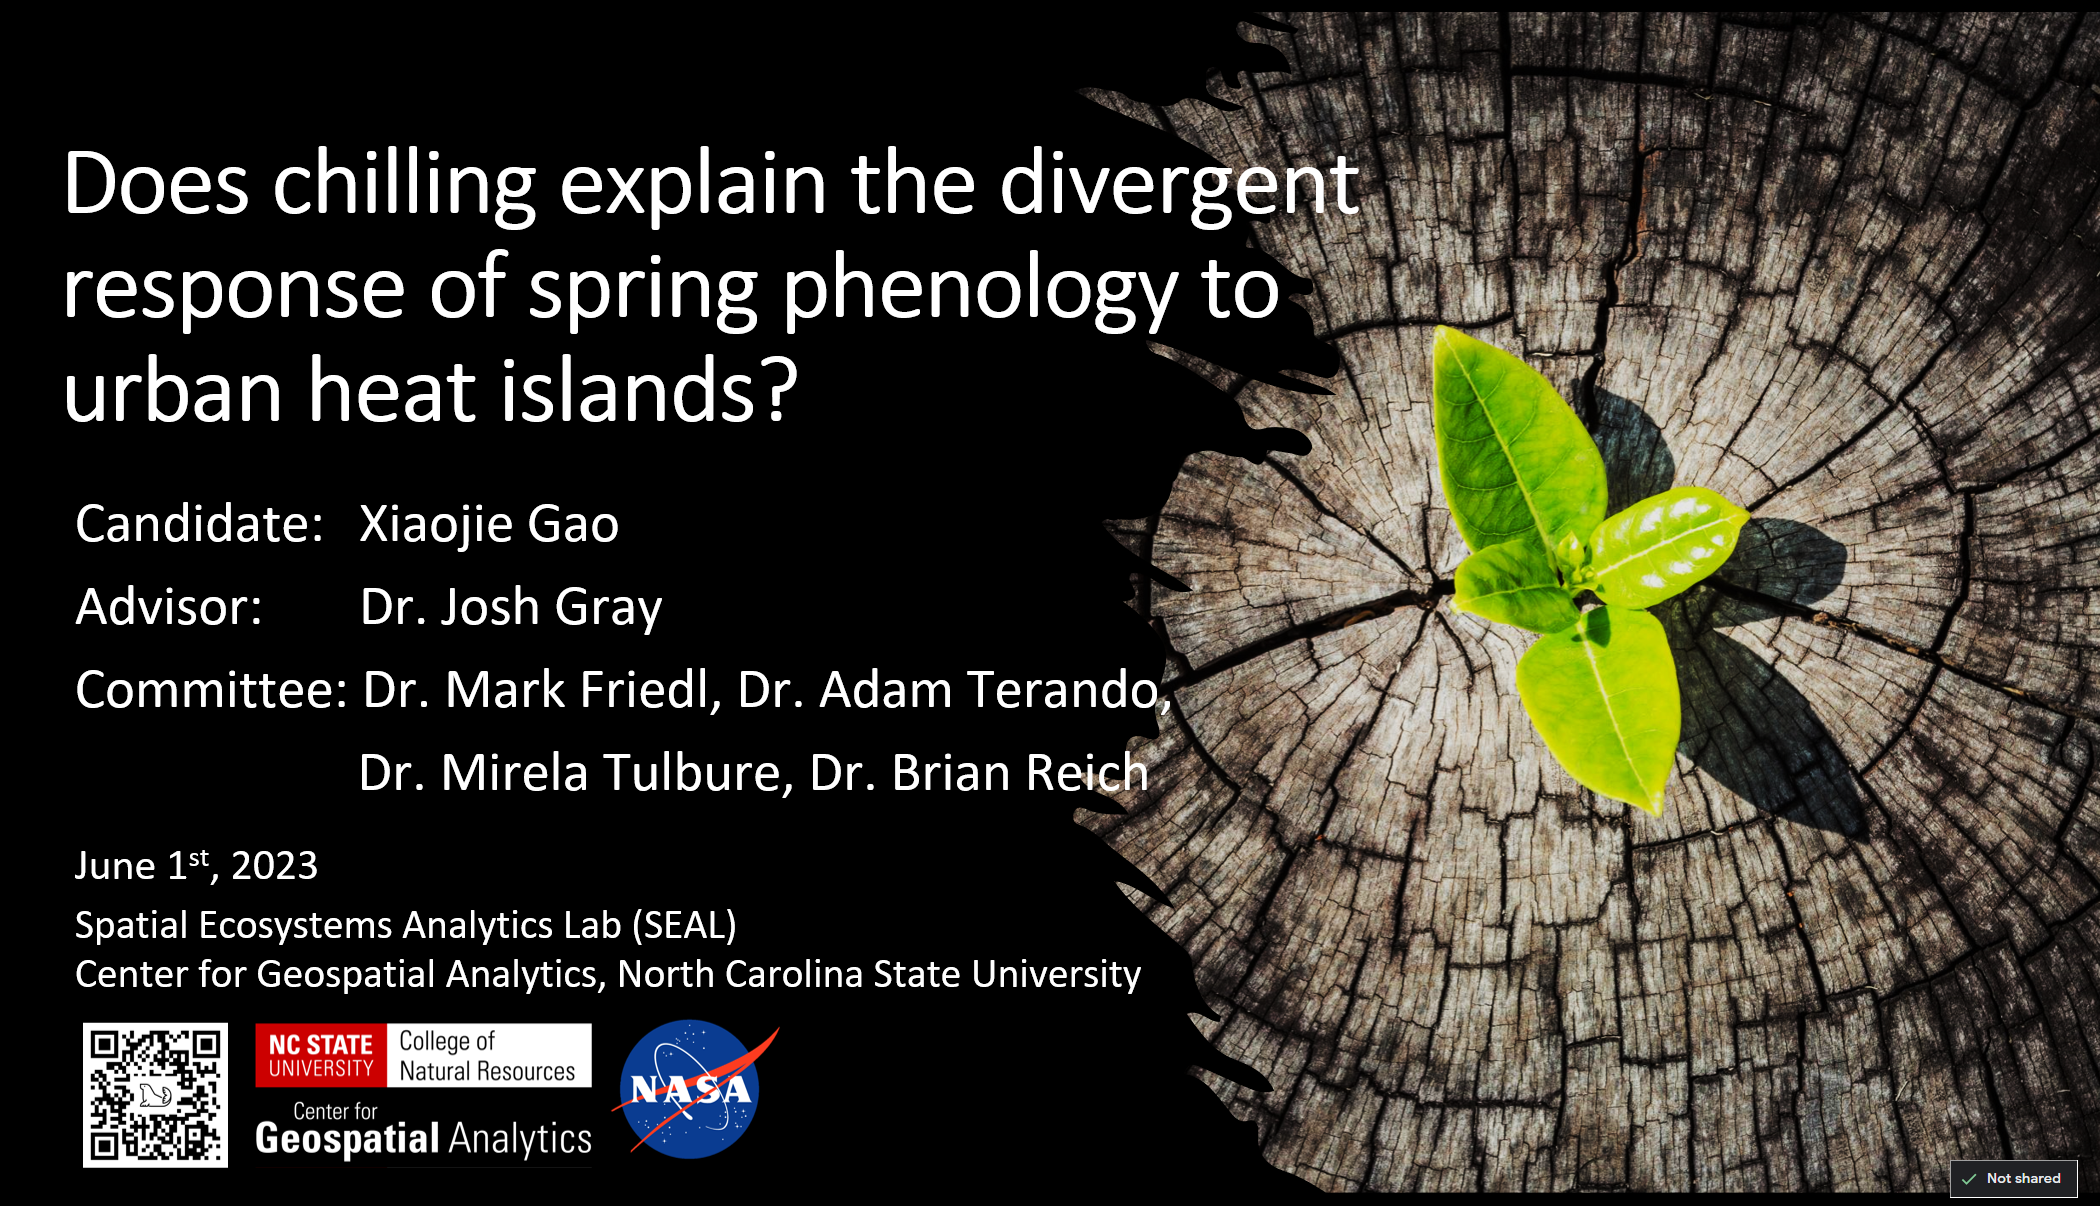 Does chilling explain the divergent
response of spring phenology to
urban heat islands?
Candidate: Xiaojie Gao
Advisor: Dr. Josh Gray
Committee: Dr. Mark Friedl, Dr. Adam Terando,
Dr. Mirela Tulbure, Dr. Brian Reich
June 1st, 2023
Spatial Ecosystems Analytics Lab (SEAL)
Center for Geospatial Analytics, North Carolina State University
NC STATE
UNIVERSITY
College of
Natural Resources
Center for
Geospatial Analytics
NASA
Not shared